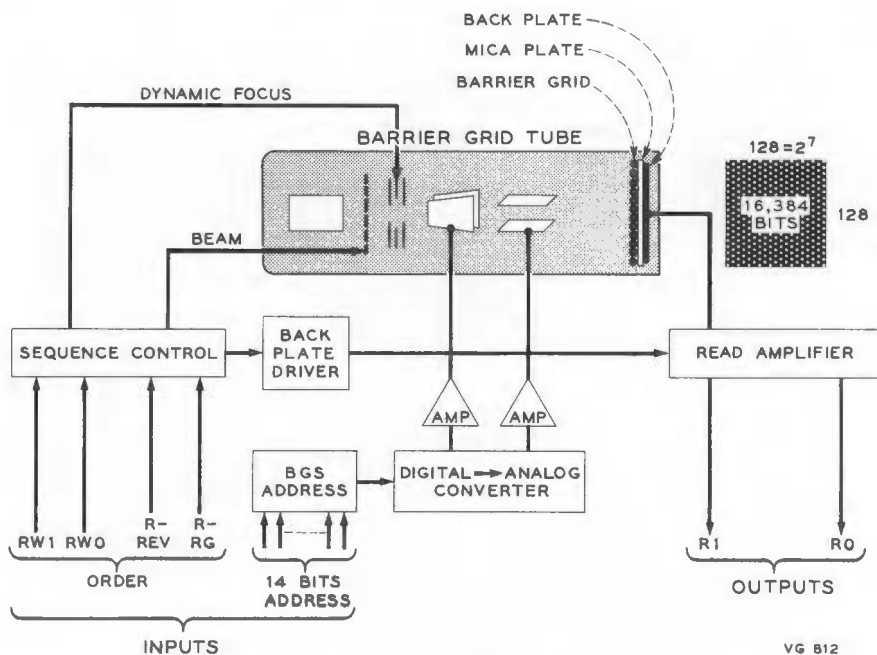 BACK PLATE
MICA PLATE
BARRIER GRID
DYNAMIC FOCUS
BARRIER GRID TUBE
128=2⁷
16,384
BITS
128
BEAM
SEQUENCE CONTROL
BACK
PLATE
DRIVER
READ AMPLIFIER
AMP
AMP
BGS
ADDRESS
DIGITAL → ANALOG
CONVERTER
RW1
RW0
R-
REV
R-
RG
ORDER
14 BITS
ADDRESS
INPUTS
R1
R0
OUTPUTS
VG 812